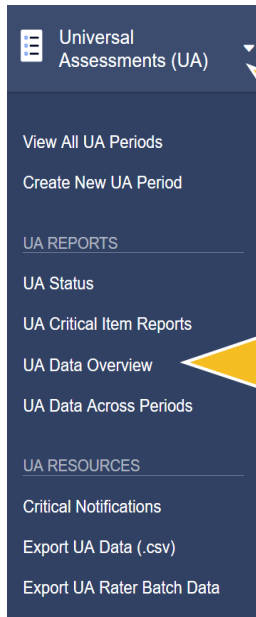 Universal
Assessments (UA)
View All UA Periods
Create New UA Period
UA REPORTS
UA Status
UA Critical Item Reports
UA Data Overview
UA Data Across Periods
UA RESOURCES
Critical Notifications
Export UA Data (.csv)
Export UA Rater Batch Data